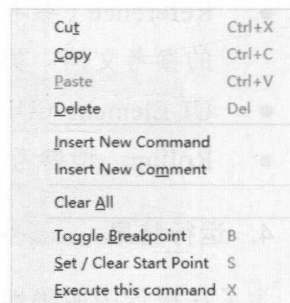 Cut Ctrl+X
Copy Ctrl+C
Paste Ctrl+V
Delete Del
Insert New Command
Insert New Comment
Clear All
Toggle Breakpoint B
Set / Clear Start Point S
Execute this command X